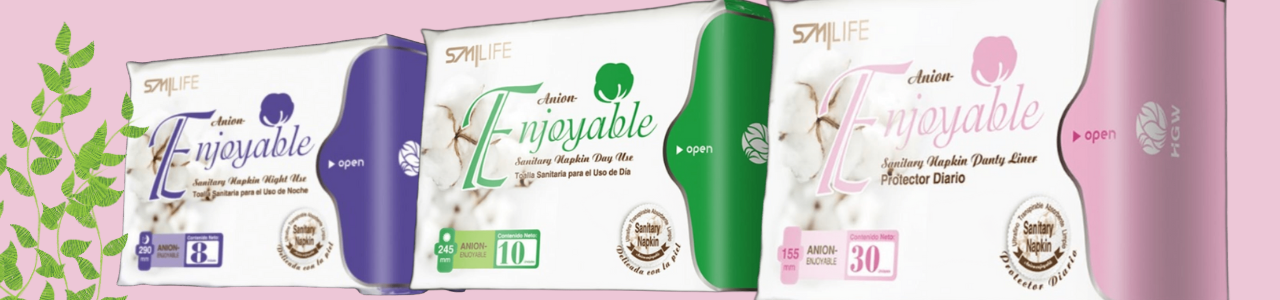 SMILIFE
Anion-
Enjoyable
Sanitary Napkin Night Use
Toalla Sanitaria para el Uso de Noche
open
290
mm
ANION-
ENJOYABLE
Contenido Neto:
8
Sanitary
Napkin
Delicada con la piel
SMILIFE
Anion-
Enjoyable
Sanitary Napkin Day Use
Toalla Sanitaria para el Uso de Día
open
245
mm
ANION-
ENJOYABLE
Contenido Neto:
10
Sanitary
Napkin
Delicada con la piel
SMILIFE
Anion-
Enjoyable
Sanitary Napkin Panty Liner
Protector Diario
open
HGW
155
mm
ANION-
ENJOYABLE
Contenido Neto:
30
Sanitary
Napkin
Protector Diario